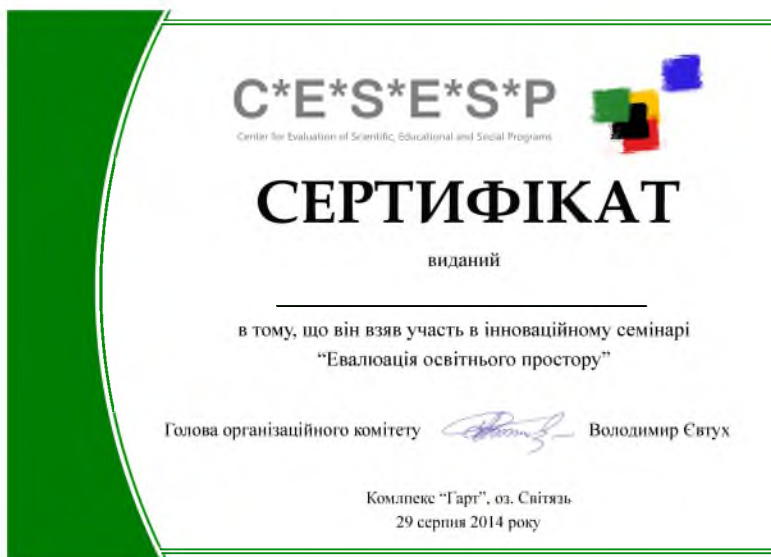 C*E*S*E*S*P
Center for Evaluation of Scientific, Educational and Social Programs
СЕРТИФІКАТ
виданий
в тому, що він взяв участь в інноваційному семінарі
“Евалюація освітнього простору”
Голова організаційного комітету Володимир Євтух
Комлпекс “Гарт”, оз. Світязь
29 серпня 2014 року